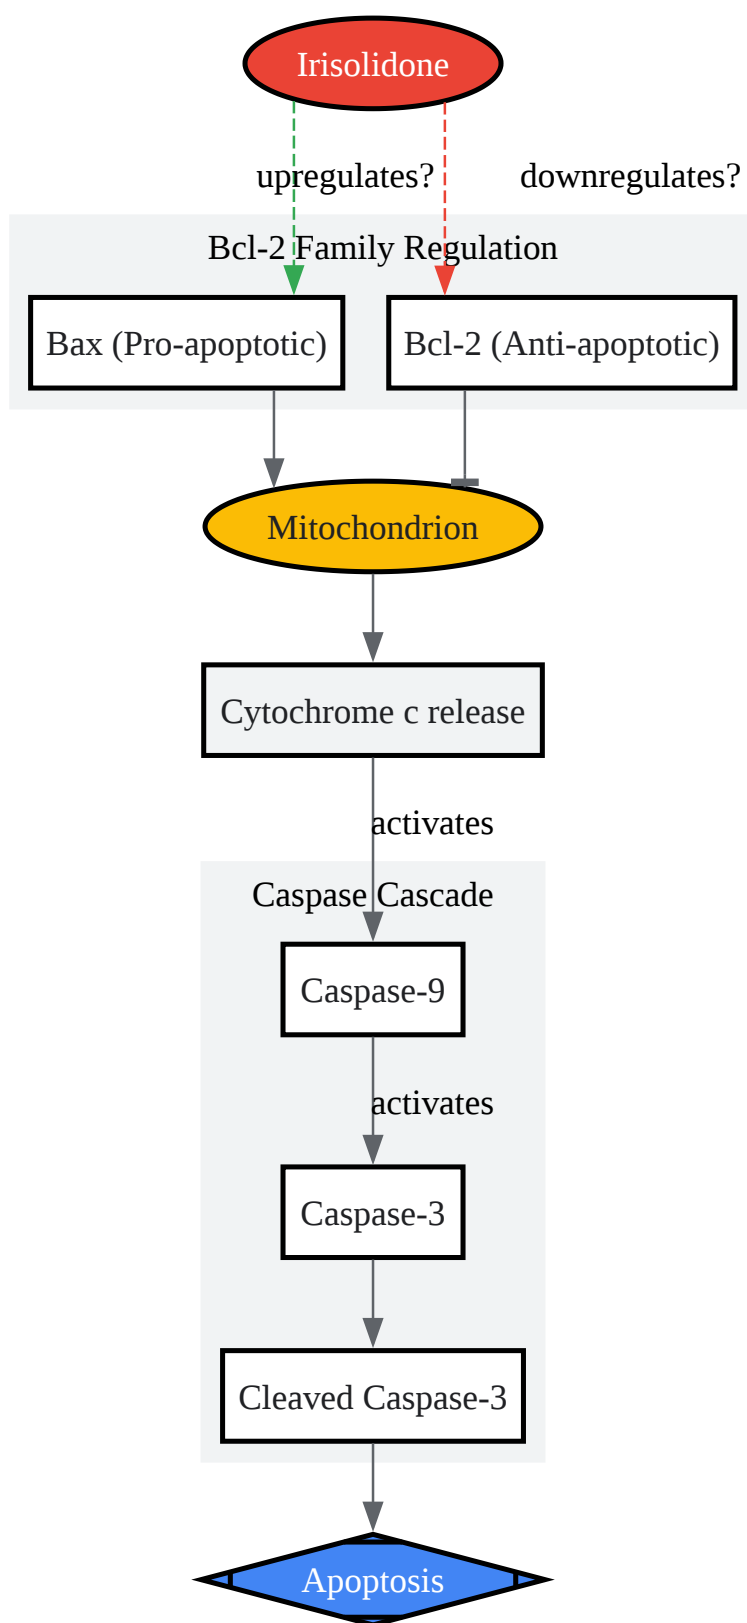 Irisolidone
upregulates?
downregulates?
Bcl-2 Family Regulation
Bax (Pro-apoptotic)
Bcl-2 (Anti-apoptotic)
Mitochondrion
Cytochrome c release
activates
Caspase Cascade
Caspase-9
activates
Caspase-3
Cleaved Caspase-3
Apoptosis